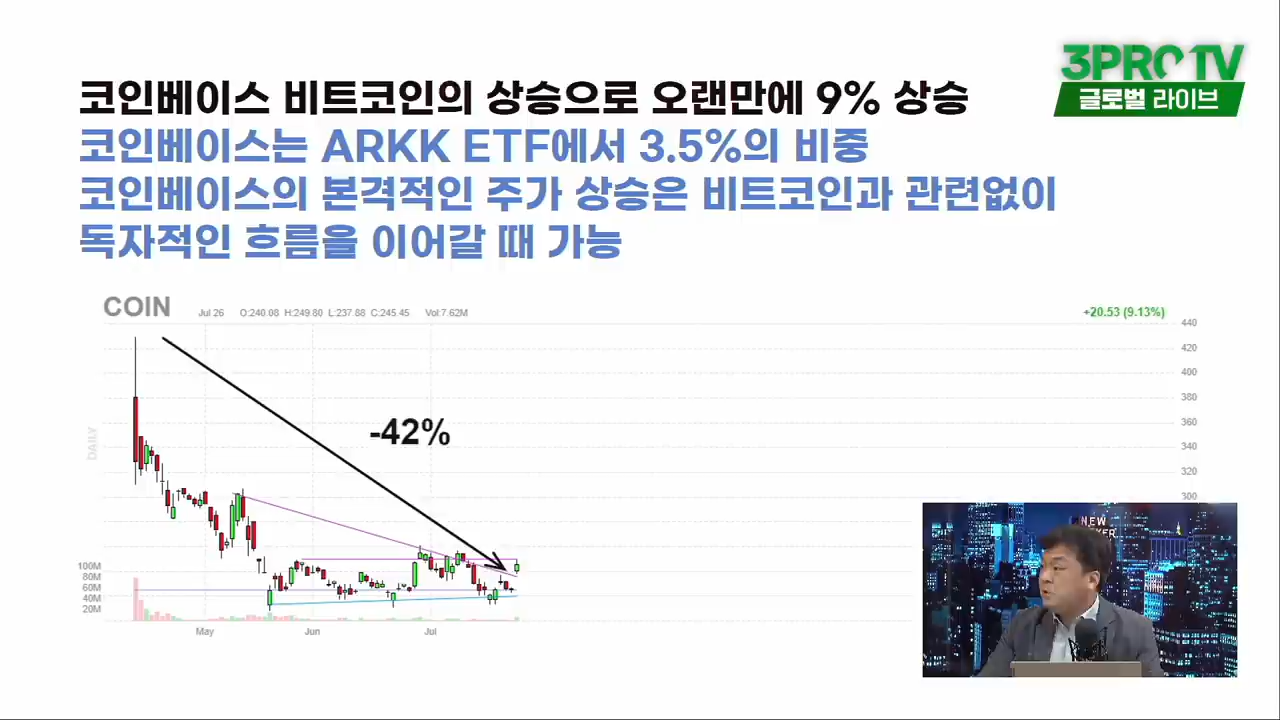 3PROTV
글로벌 라이브
코인베이스 비트코인의 상승으로 오랜만에 9% 상승
코인베이스는 ARKK ETF에서 3.5%의 비중
코인베이스의 본격적인 주가 상승은 비트코인과 관련없이
독자적인 흐름을 이어갈 때 가능
COIN Jul 26 O:240.08 H:249.80 L:237.88 C:245.45 Vol:7.62M +20.53 (9.13%)
440
420
400
380
360
340
320
300
-42%
DAILY
100M
80M
60M
40M
20M
May Jun Jul
NEW